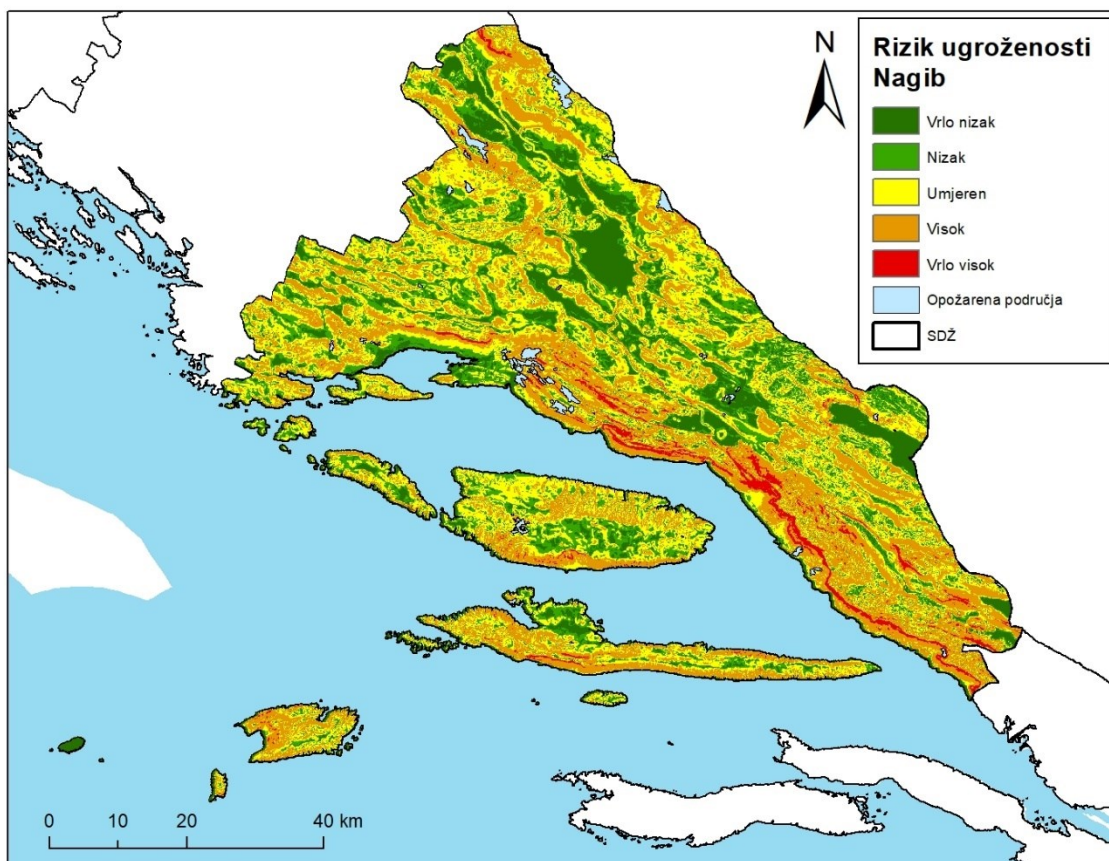 N
Rizik ugroženosti
Nagib
Vrlo nizak
Nizak
Umjeren
Visok
Vrlo visok
Opožarena područja
SDŽ
0 10 20 40 km